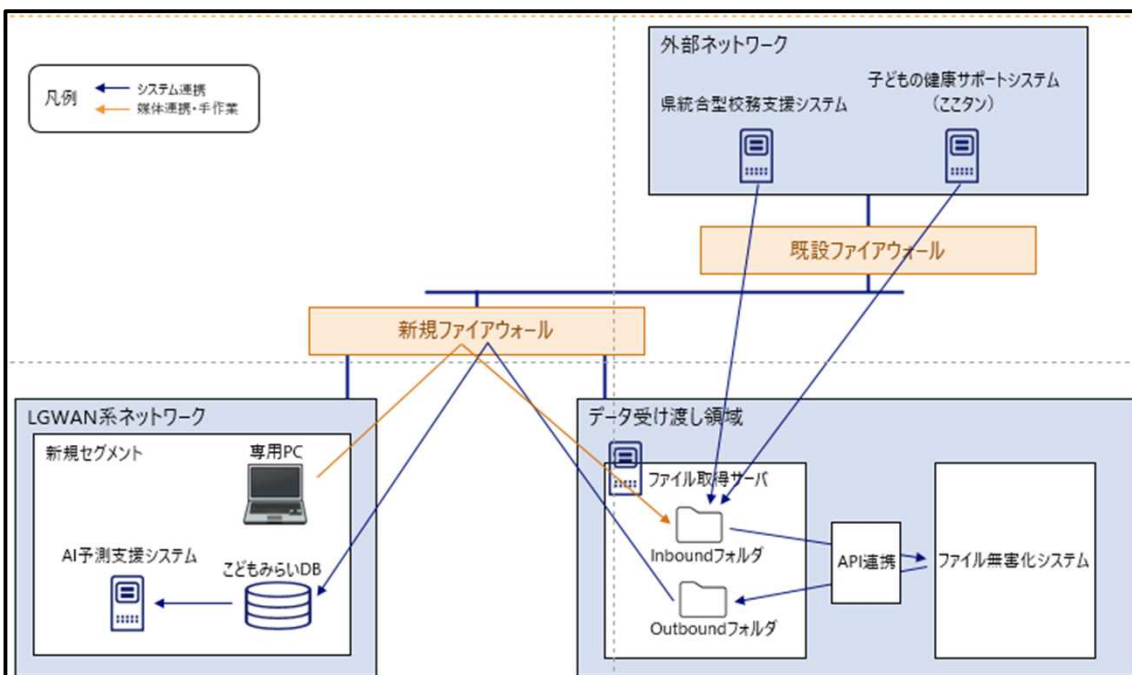 凡例
システム連携
媒体連携・手作業
外部ネットワーク
県統合型校務支援システム
子どもの健康サポートシステム
（ここタン）
既設ファイアウォール
新規ファイアウォール
LGWAN系ネットワーク
新規セグメント
専用PC
AI予測支援システム
こどもみらいDB
データ受け渡し領域
ファイル取得サーバ
Inboundフォルダ
Outboundフォルダ
API連携
ファイル無害化システム